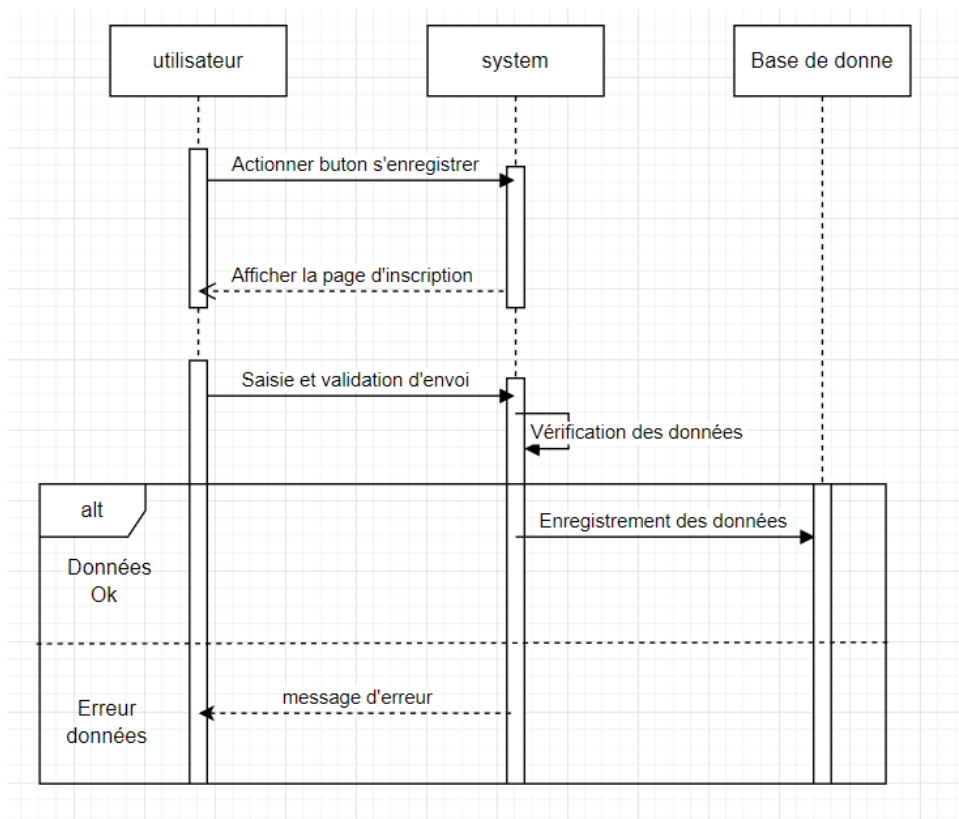 utilisateur
system
Base de donne
Actionner buton s'enregistrer
Afficher la page d'inscription
Saisie et validation d'envoi
Vérification des données
alt
Enregistrement des données
Données
Ok
message d'erreur
Erreur
données